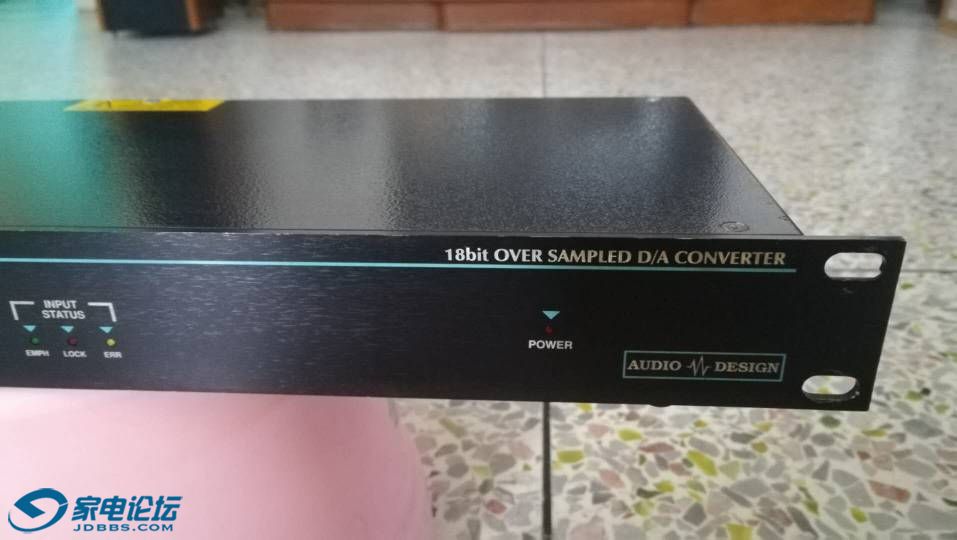 18bit OVER SAMPLED D/A CONVERTER
INPUT
STATUS
EMPH LOCK ERR
POWER
AUDIO DESIGN
家电论坛
JDBBS.COM